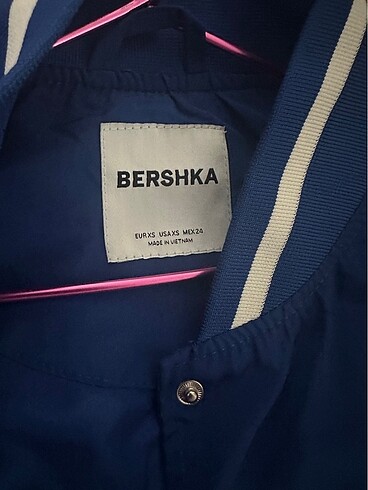 BERSHKA
EUR XS USA XS MEX 24
MADE IN VIETNAM